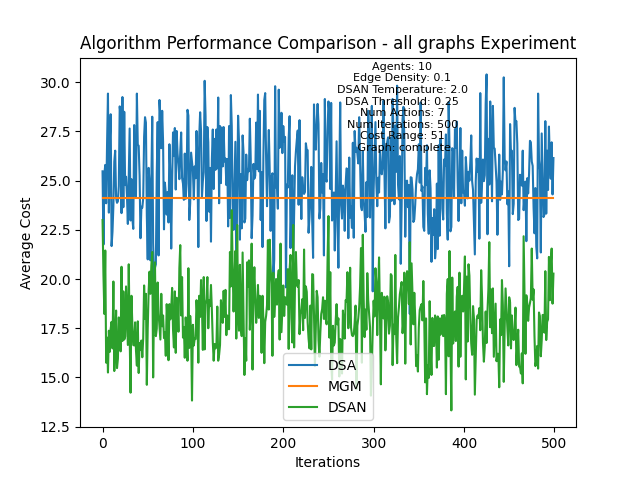 Algorithm Performance Comparison - all graphs Experiment
Agents: 10
Edge Density: 0.1
DSAN Temperature: 2.0
DSA Threshold: 0.25
Num Actions: 7
Num Iterations: 500
Cost Range: 51
Graph: complete
30.0
27.5
25.0
22.5
20.0
17.5
15.0
12.5
Average Cost
DSA
MGM
DSAN
0
100
200
300
400
500
Iterations